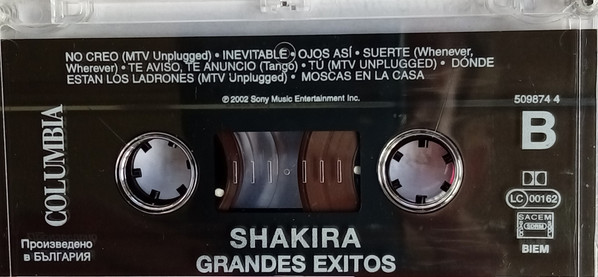 NO CREO (MTV Unplugged) • INEVITABLE • OJOS ASÍ • SUERTE (Whenever,
Wherever) • TE AVISO, TE ANUNCIO (Tango) • TÚ (MTV UNPLUGGED) • DÓNDE
ESTAN LOS LADRONES (MTV Unplugged) • MOSCAS EN LA CASA
℗ 2002 Sony Music Entertainment Inc.
509874 4
B
COLUMBIA
LC 00162
SACEM
SDRM
BIEM
Произведено
в БЪЛГАРИЯ
SHAKIRA
GRANDES EXITOS